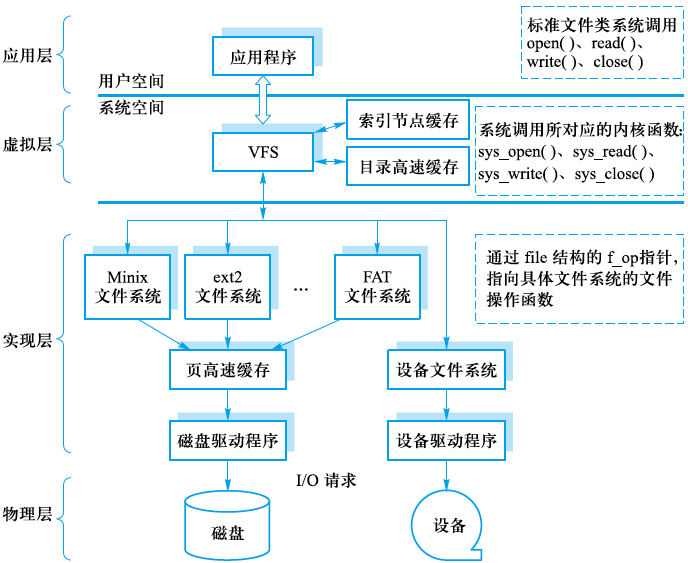 标准文件类系统调用
open( )、read( )、
write( )、close( )
应用层
应用程序
用户空间
系统空间
索引节点缓存
虚拟层
VFS
目录高速缓存
系统调用所对应的内核函数:
sys_open( )、sys_read( )、
sys_write( )、sys_close( )
通过 file 结构的 f_op指针,
指向具体文件系统的文件
操作函数
Minix
文件系统
ext2
文件系统
...
FAT
文件系统
实现层
页高速缓存
设备文件系统
磁盘驱动程序
设备驱动程序
I/O 请求
物理层
磁盘
设备